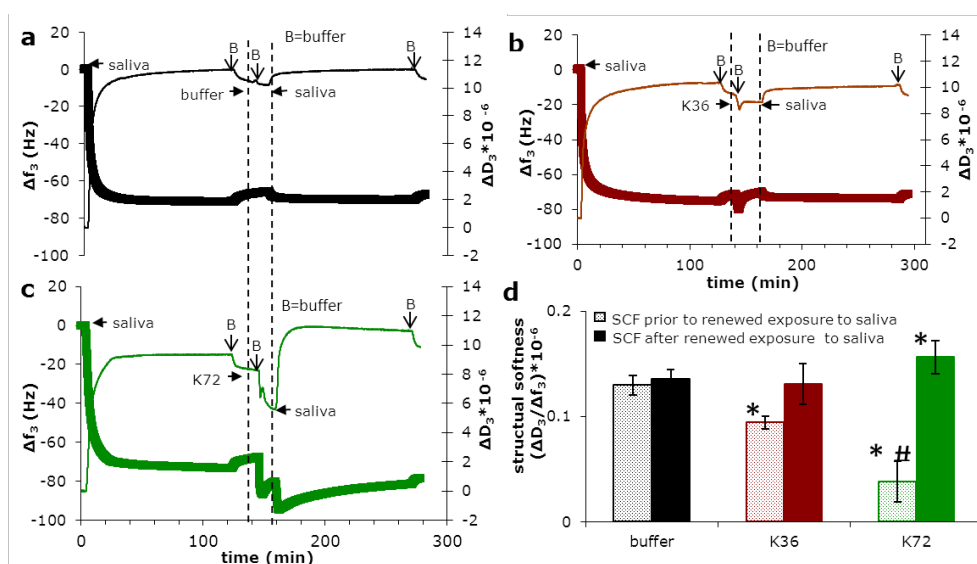 a
20
0
-20
-40
-60
-80
-100
Δf₃ (Hz)
saliva
B
B
B=buffer
B
buffer
saliva
14
12
10
8
6
4
2
0
-2
ΔD₃*10⁻⁶
b
20
0
-20
-40
-60
-80
-100
Δf₃ (Hz)
saliva
B
B
B=buffer
B
K36
saliva
14
12
10
8
6
4
2
0
-2
ΔD₃*10⁻⁶
0
100
200
300
time (min)
c
20
0
-20
-40
-60
-80
-100
Δf₃ (Hz)
saliva
B
B
B=buffer
B
K72
saliva
14
12
10
8
6
4
2
0
-2
ΔD₃*10⁻⁶
0
100
200
300
time (min)
d
0.2
0.1
0
structual softness
(ΔD₃/Δf₃)*10⁻⁶
SCF prior to renewed exposure to saliva
SCF after renewed exposure to saliva
*
* #
*
buffer
K36
K72